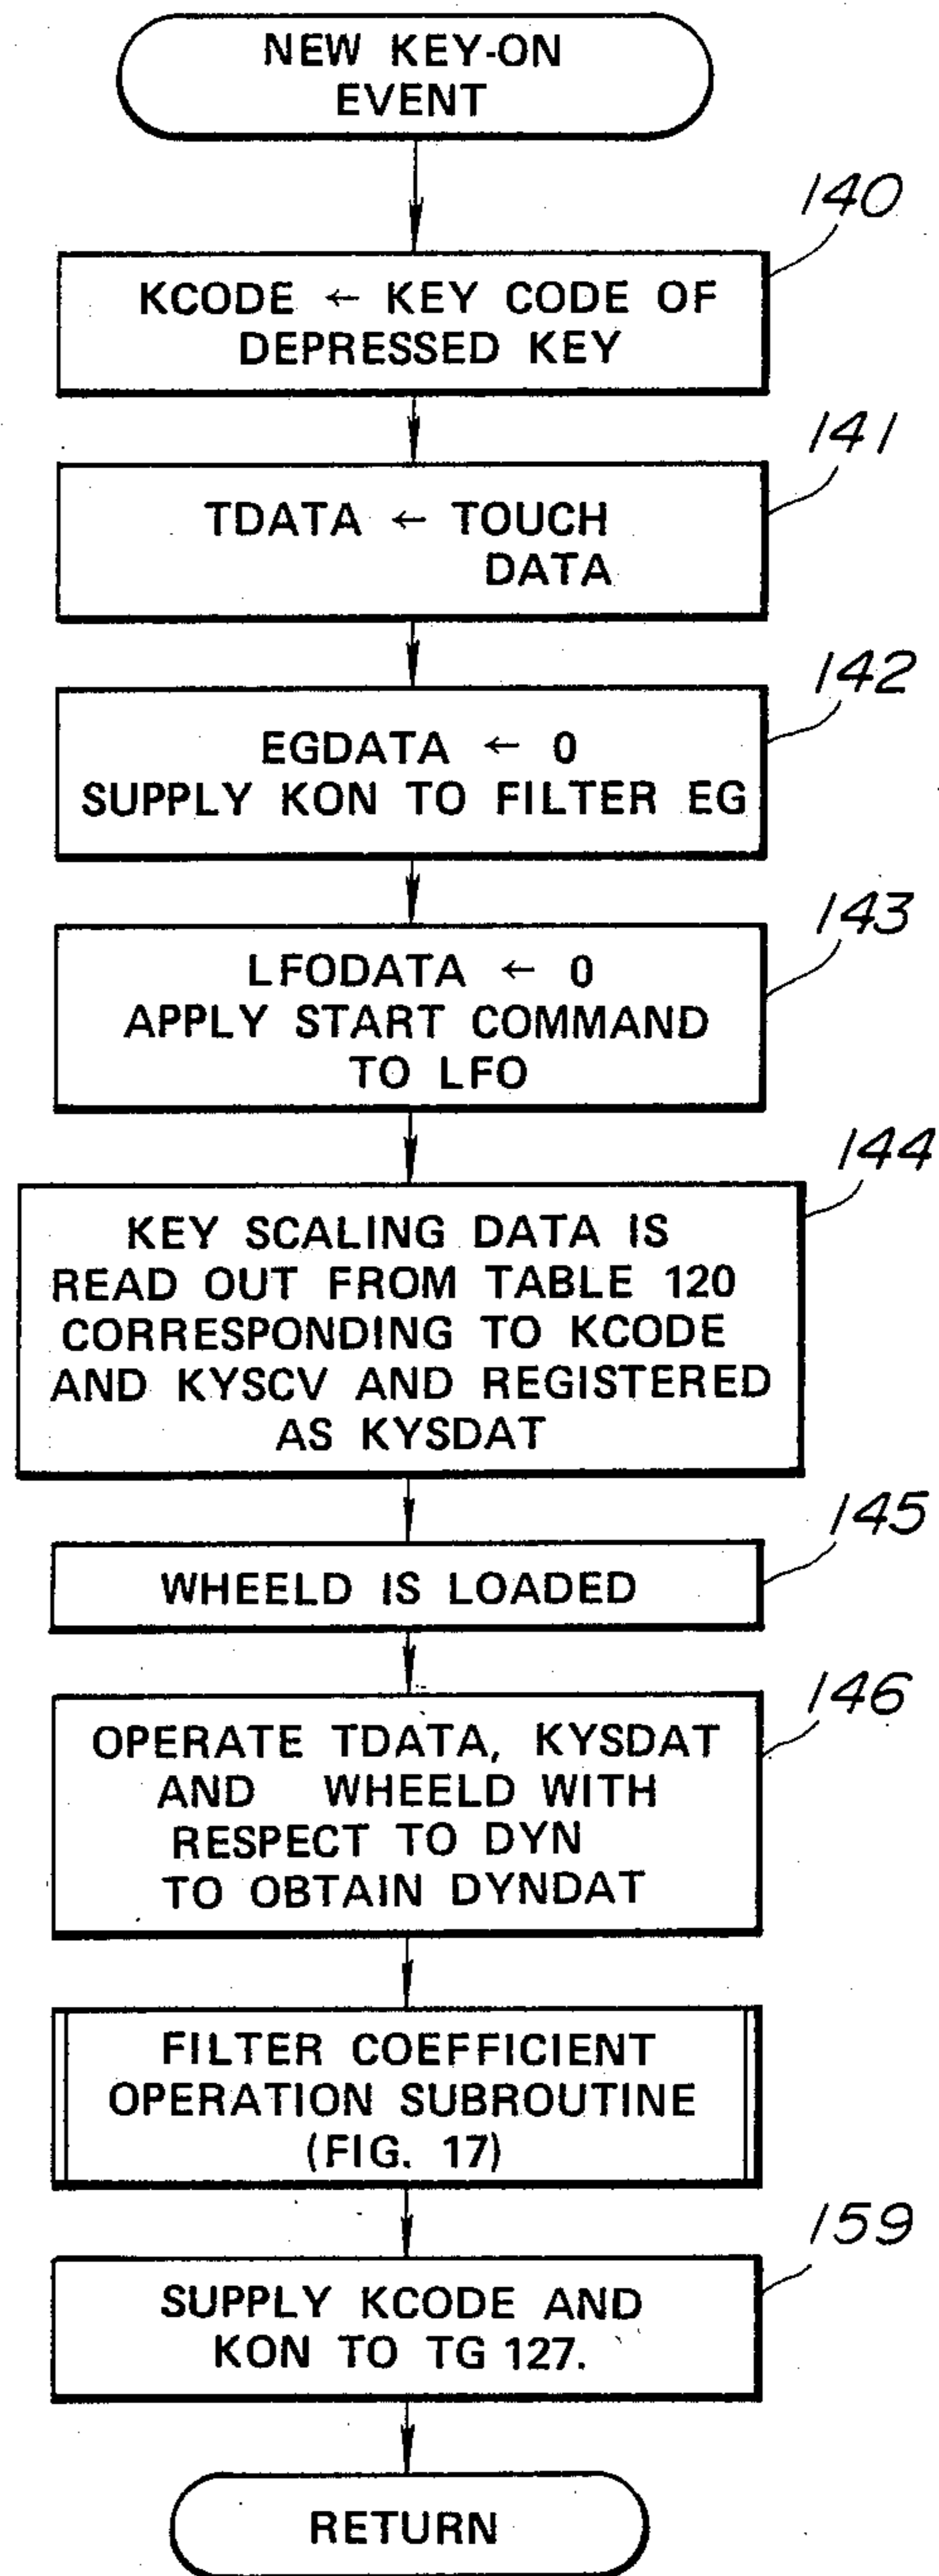 NEW KEY-ON
EVENT
140
KCODE ← KEY CODE OF
DEPRESSED KEY
141
TDATA ← TOUCH
DATA
142
EGDATA ← 0
SUPPLY KON TO FILTER EG
143
LFODATA ← 0
APPLY START COMMAND
TO LFO
144
KEY SCALING DATA IS
READ OUT FROM TABLE 120
CORRESPONDING TO KCODE
AND KYSCV AND REGISTERED
AS KYSDAT
145
WHEELD IS LOADED
146
OPERATE TDATA, KYSDAT
AND WHEELD WITH
RESPECT TO DYN
TO OBTAIN DYNDAT
FILTER COEFFICIENT
OPERATION SUBROUTINE
(FIG. 17)
159
SUPPLY KCODE AND
KON TO TG 127.
RETURN